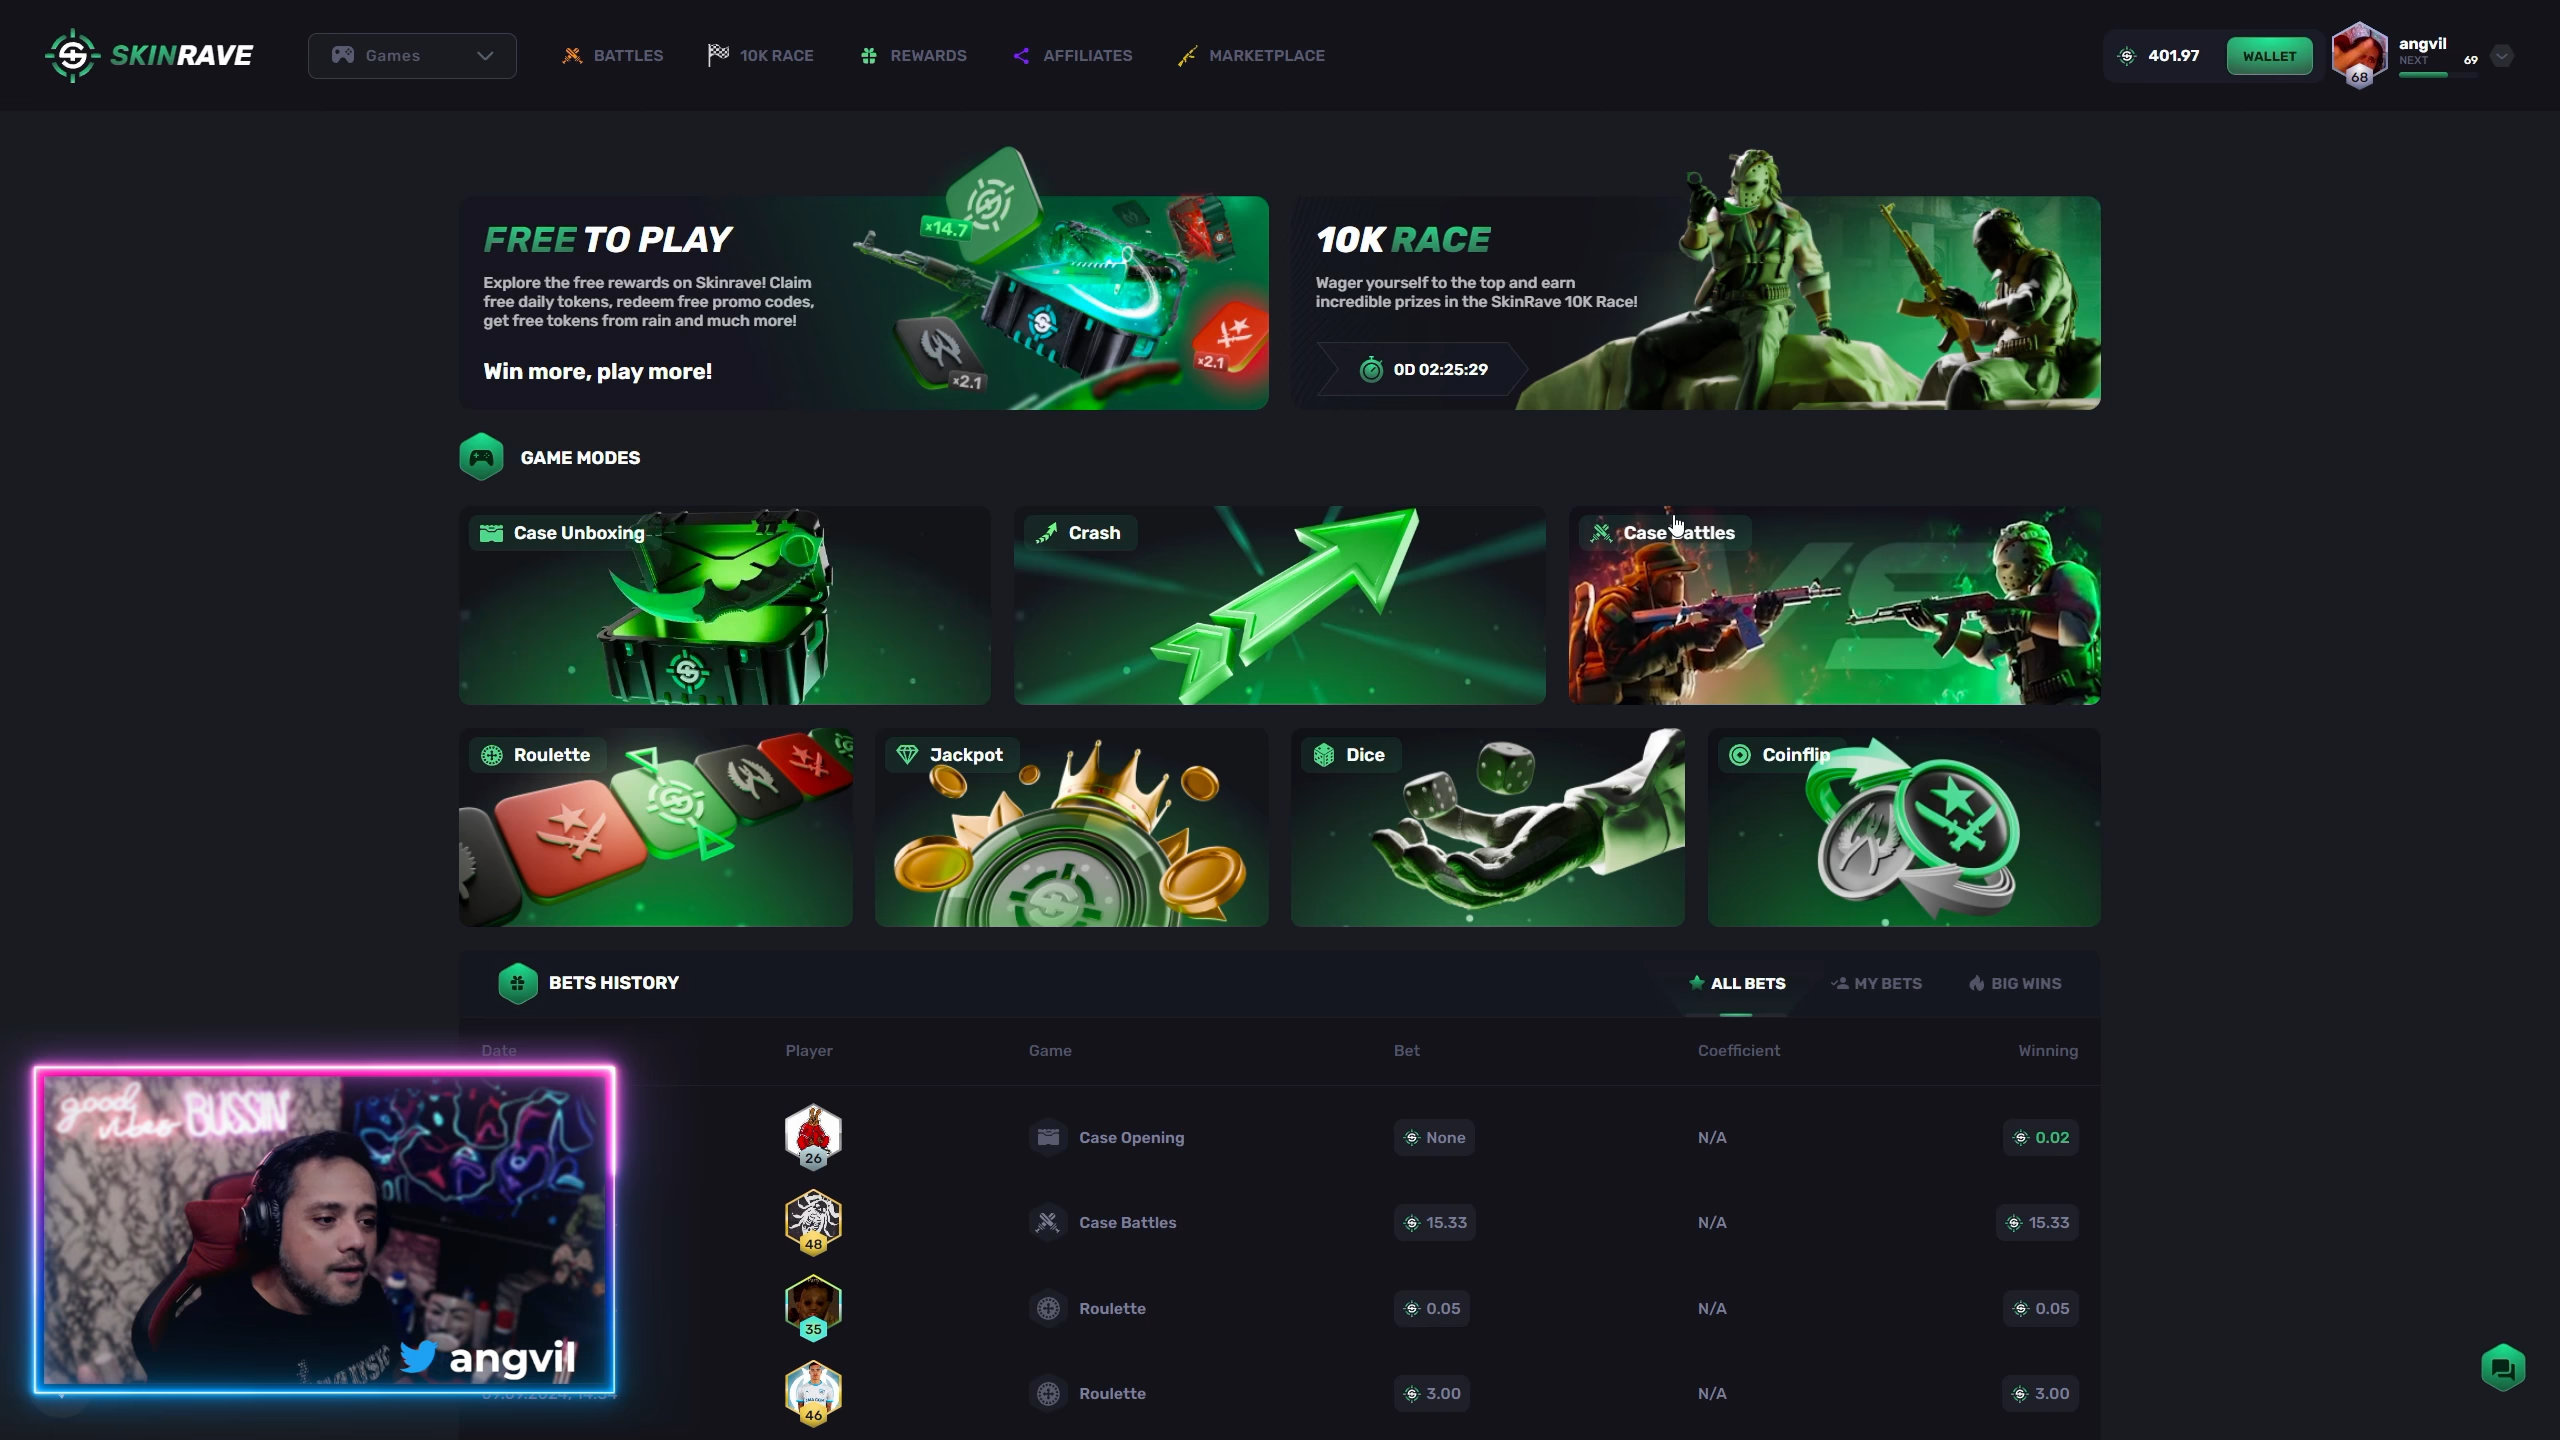 SKINRAVE
Games
BATTLES
10K RACE
REWARDS
AFFILIATES
MARKETPLACE
401.97
WALLET
68
angvil
NEXT 69
FREE TO PLAY
Explore the free rewards on Skinrave! Claim
free daily tokens, redeem free promo codes,
get free tokens from rain and much more!
Win more, play more!
x14.7
x2.1
x2.1
10K RACE
Wager yourself to the top and earn
incredible prizes in the SkinRave 10K Race!
0D 02:25:29
GAME MODES
Case Unboxing
Crash
Case Battles
VS
Roulette
Jackpot
Dice
Coinflip
BETS HISTORY
ALL BETS
MY BETS
BIG WINS
Date Player Game Bet Coefficient Winning
26 Case Opening None N/A 0.02
48 Case Battles 15.33 N/A 15.33
35 Roulette 0.05 N/A 0.05
46 Roulette 3.00 N/A 3.00
good
vibes BUSSIN'
angvil